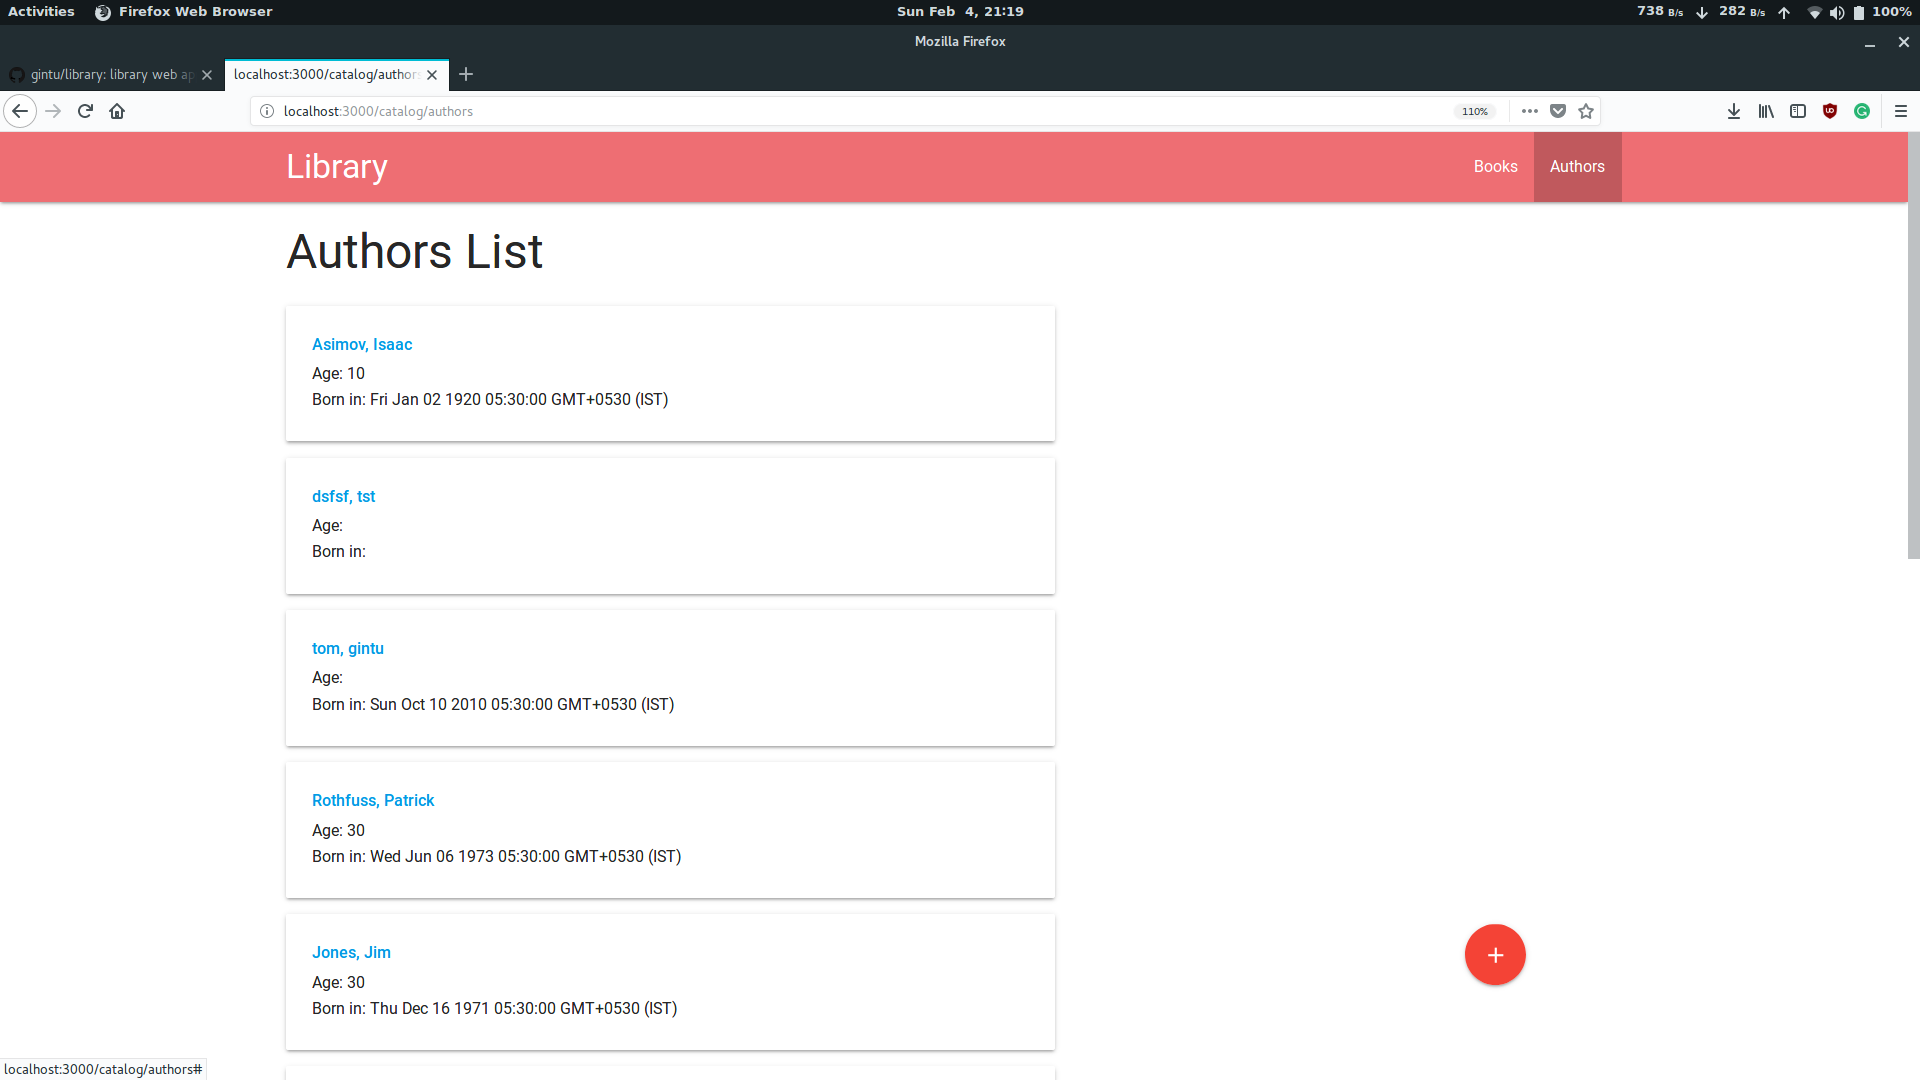 Activities Firefox Web Browser Sun Feb 4, 21:19 738 B/s 282 B/s 100%
Mozilla Firefox
gintu/library: library web ap localhost:3000/catalog/authors
localhost:3000/catalog/authors 110%
Library Books Authors
Authors List
Asimov, Isaac
Age: 10
Born in: Fri Jan 02 1920 05:30:00 GMT+0530 (IST)
dsfsf, tst
Age:
Born in:
tom, gintu
Age:
Born in: Sun Oct 10 2010 05:30:00 GMT+0530 (IST)
Rothfuss, Patrick
Age: 30
Born in: Wed Jun 06 1973 05:30:00 GMT+0530 (IST)
Jones, Jim
Age: 30
Born in: Thu Dec 16 1971 05:30:00 GMT+0530 (IST)
localhost:3000/catalog/authors#